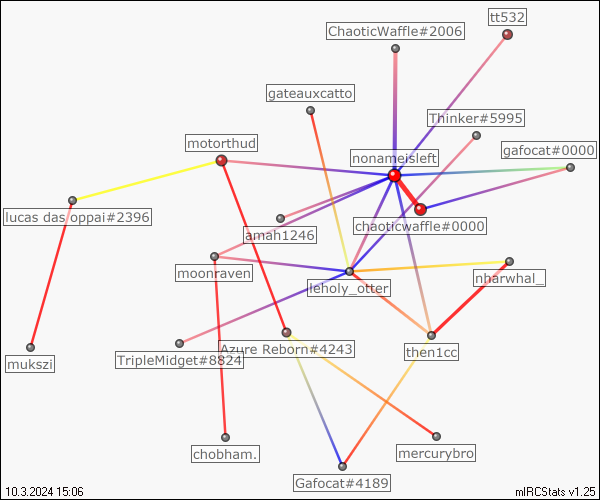 tt532
ChaoticWaffle#2006
gateauxcatto
Thinker#5995
motorthud
nonameisleft
gafocat#0000
lucas das oppai#2396
amah1246
chaoticwaffle#0000
moonraven
leholy_otter
nbarwhal_
mukszi
TripleMidget#8824
Azure Reborn#4243
then1cc
chobham.
mercurybro
Gafocat#4189
10.3.2024 15:06
mIRCStats v1.25